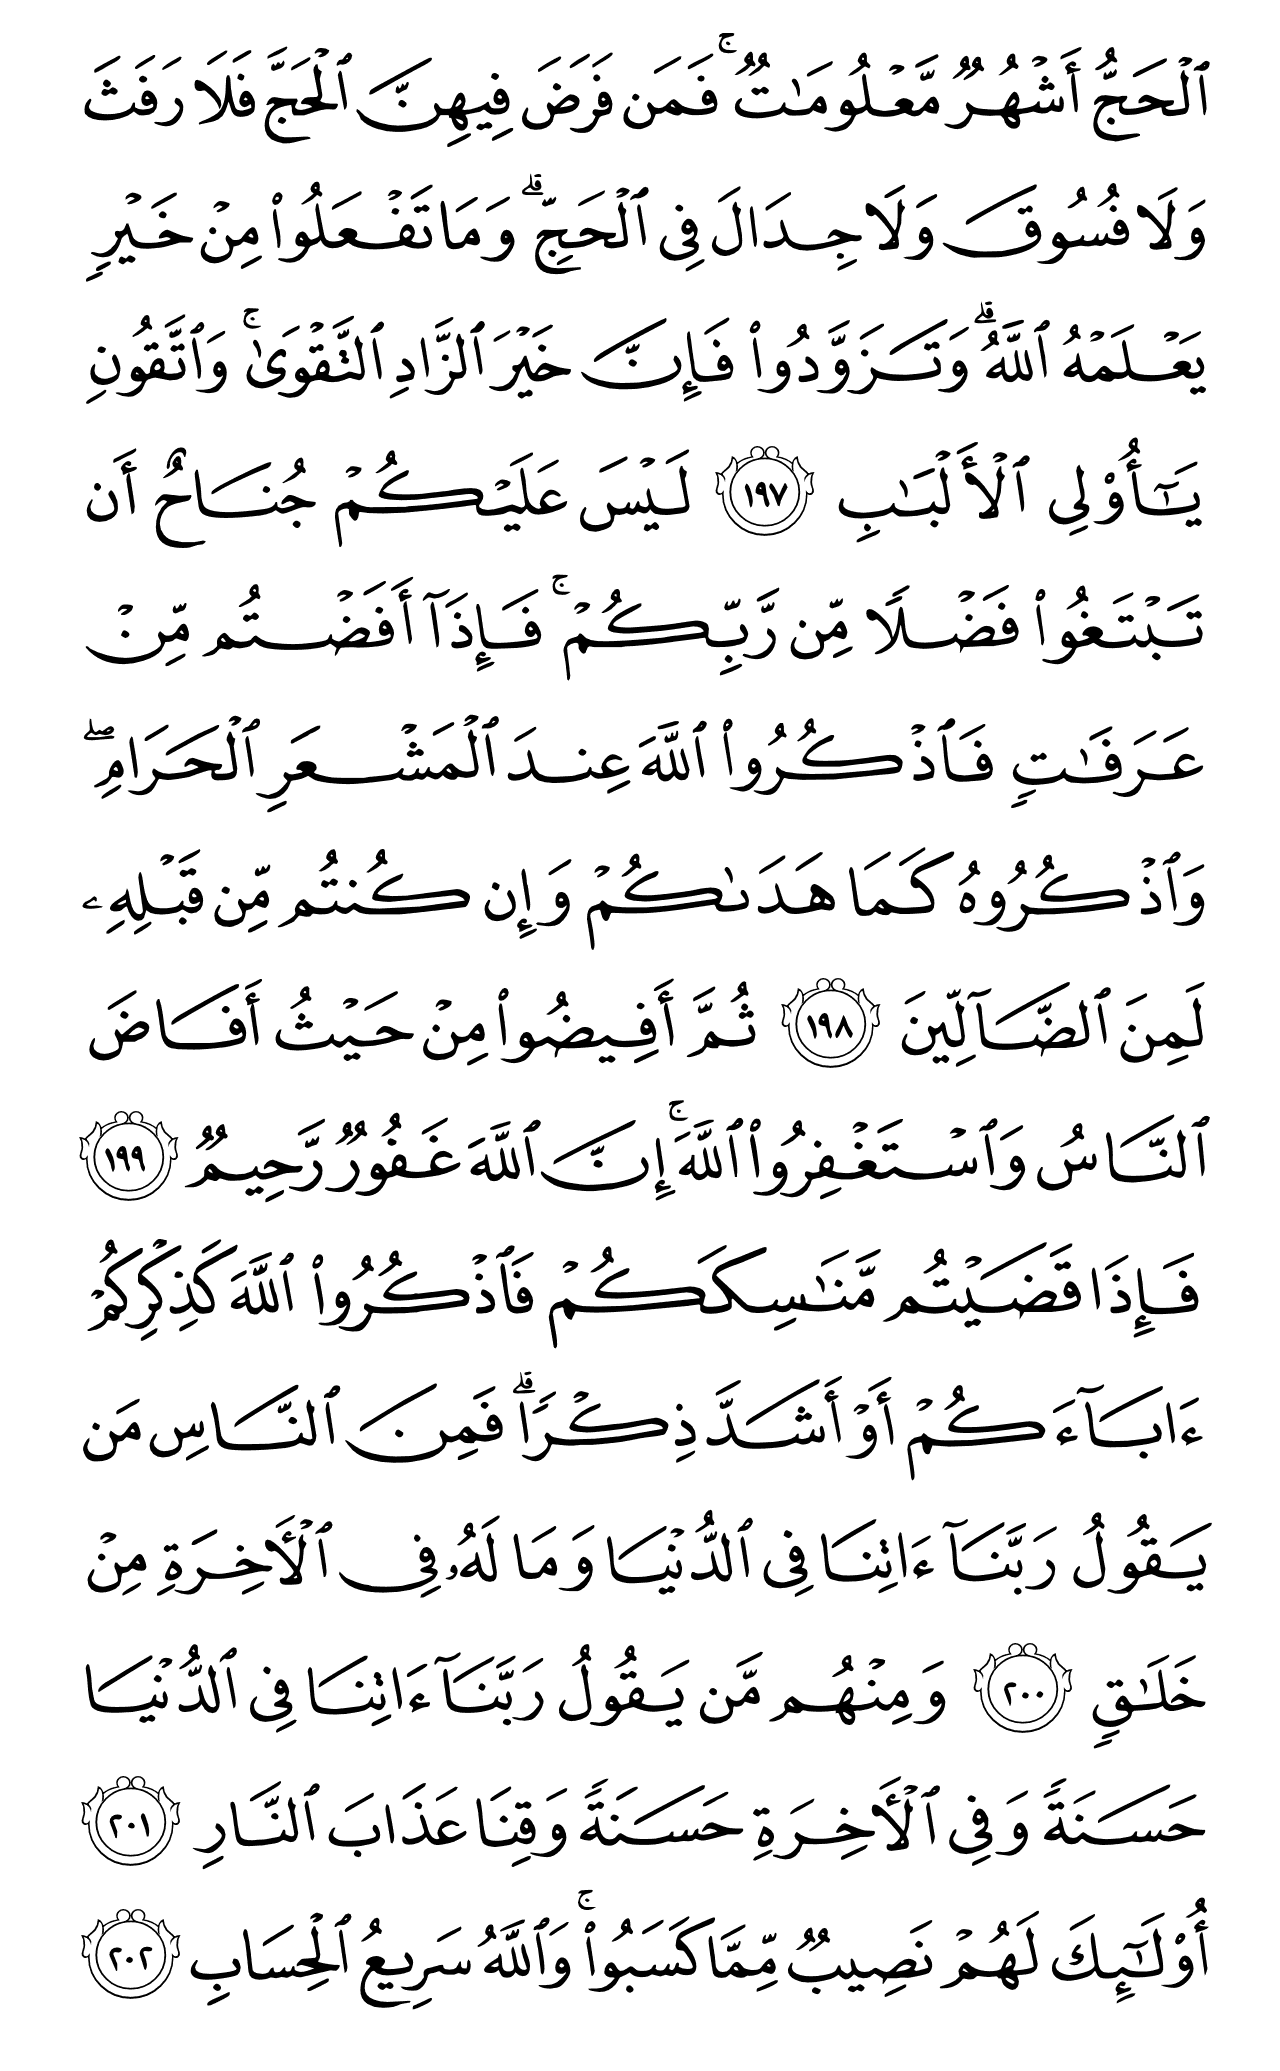 ٱلۡحَجُّ أَشۡهُرٞ مَّعۡلُومَٰتٞۚ فَمَن فَرَضَ فِيهِنَّ ٱلۡحَجَّ فَلَا رَفَثَ
وَلَا فُسُوقَ وَلَا جِدَالَ فِي ٱلۡحَجِّۗ وَمَا تَفۡعَلُواْ مِنۡ خَيۡرٖ
يَعۡلَمۡهُ ٱللَّهُۗ وَتَزَوَّدُواْ فَإِنَّ خَيۡرَ ٱلزَّادِ ٱلتَّقۡوَىٰۚ وَٱتَّقُونِ
يَٰٓأُوْلِي ٱلۡأَلۡبَٰبِ ١٩٧ لَيۡسَ عَلَيۡكُمۡ جُنَاحٌ أَن
تَبۡتَغُواْ فَضۡلٗا مِّن رَّبِّكُمۡۚ فَإِذَآ أَفَضۡتُم مِّنۡ
عَرَفَٰتٖ فَٱذۡكُرُواْ ٱللَّهَ عِندَ ٱلۡمَشۡعَرِ ٱلۡحَرَامِۖ
وَٱذۡكُرُوهُ كَمَا هَدَىٰكُمۡ وَإِن كُنتُم مِّن قَبۡلِهِۦ
لَمِنَ ٱلضَّآلِّينَ ١٩٨ ثُمَّ أَفِيضُواْ مِنۡ حَيۡثُ أَفَاضَ
ٱلنَّاسُ وَٱسۡتَغۡفِرُواْ ٱللَّهَۚ إِنَّ ٱللَّهَ غَفُورٞ رَّحِيمٞ ١٩٩
فَإِذَا قَضَيۡتُم مَّنَٰسِكَكُمۡ فَٱذۡكُرُواْ ٱللَّهَ كَذِكۡرِكُمۡ
ءَابَآءَكُمۡ أَوۡ أَشَدَّ ذِكۡرٗاۗ فَمِنَ ٱلنَّاسِ مَن
يَقُولُ رَبَّنَآ ءَاتِنَا فِي ٱلدُّنۡيَا وَمَا لَهُۥ فِي ٱلۡأَخِرَةِ مِنۡ
خَلَٰقٖ ٢٠٠ وَمِنۡهُم مَّن يَقُولُ رَبَّنَآ ءَاتِنَا فِي ٱلدُّنۡيَا
حَسَنَةٗ وَفِي ٱلۡأَخِرَةِ حَسَنَةٗ وَقِنَا عَذَابَ ٱلنَّارِ ٢٠١
أُوْلَٰٓئِكَ لَهُمۡ نَصِيبٞ مِّمَّا كَسَبُواْۚ وَٱللَّهُ سَرِيعُ ٱلۡحِسَابِ ٢٠٢